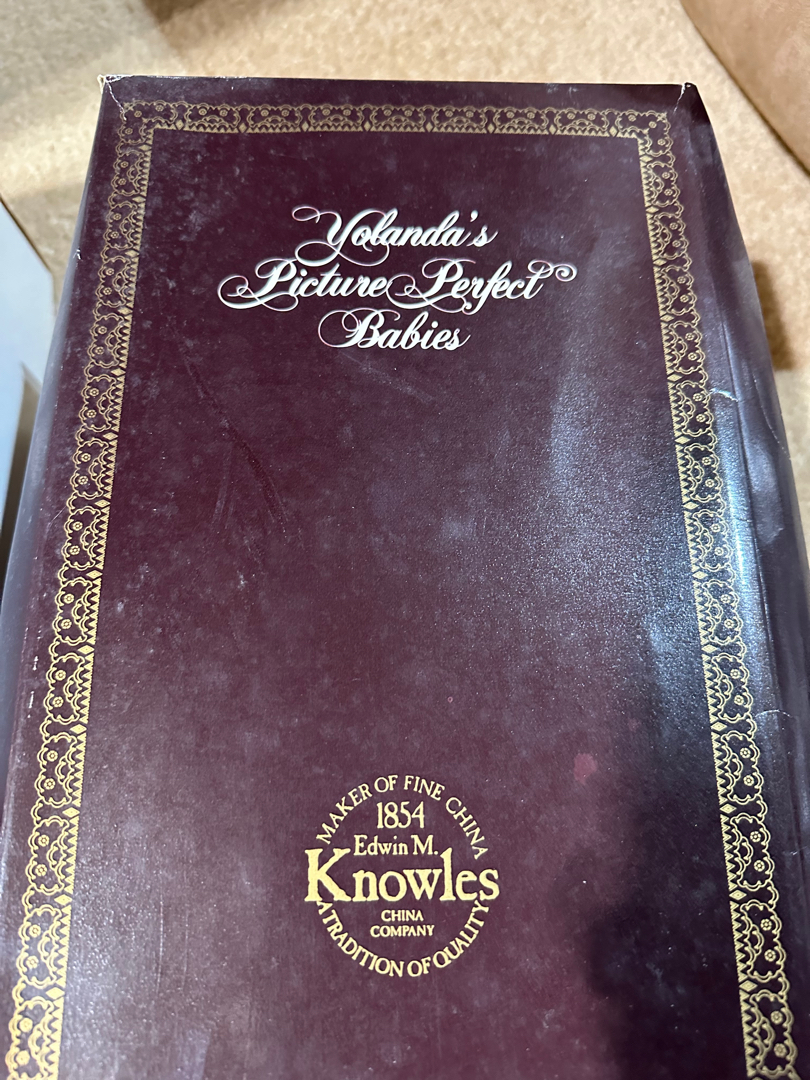 Yolanda's
Picture Perfect
Babies
MAKER OF FINE CHINA
1854
Edwin M.
Knowles
CHINA
COMPANY
A TRADITION OF QUALITY